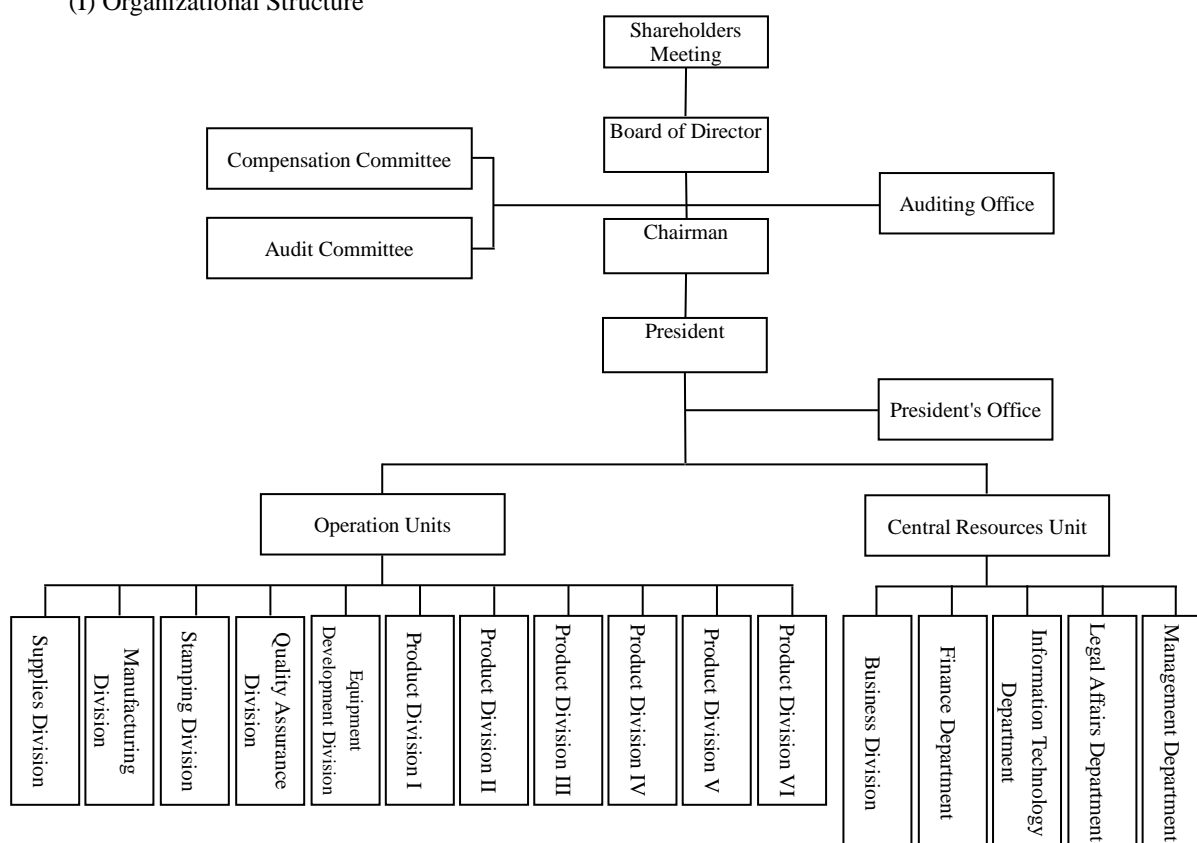 (I) Organizational Structure
Shareholders
Meeting
Board of Director
Compensation Committee
Auditing Office
Audit Committee
Chairman
President
President's Office
Operation Units
Central Resources Unit
Supplies Division
Manufacturing
Division
Stamping Division
Quality Assurance
Division
Equipment
Development Division
Product Division I
Product Division II
Product Division III
Product Division IV
Product Division V
Product Division VI
Business Division
Finance Department
Information Technology
Department
Legal Affairs Department
Management Department